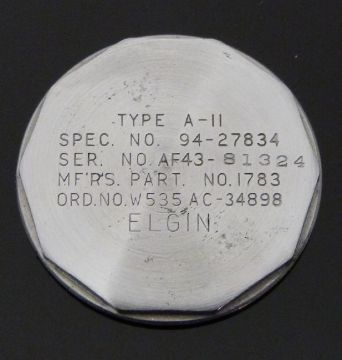 TYPE A-11
SPEC. NO. 94-27834
SER. NO. AF43-81324
MF'R'S. PART. NO. 1783
ORD. NO. W535 AC-34898
ELGIN